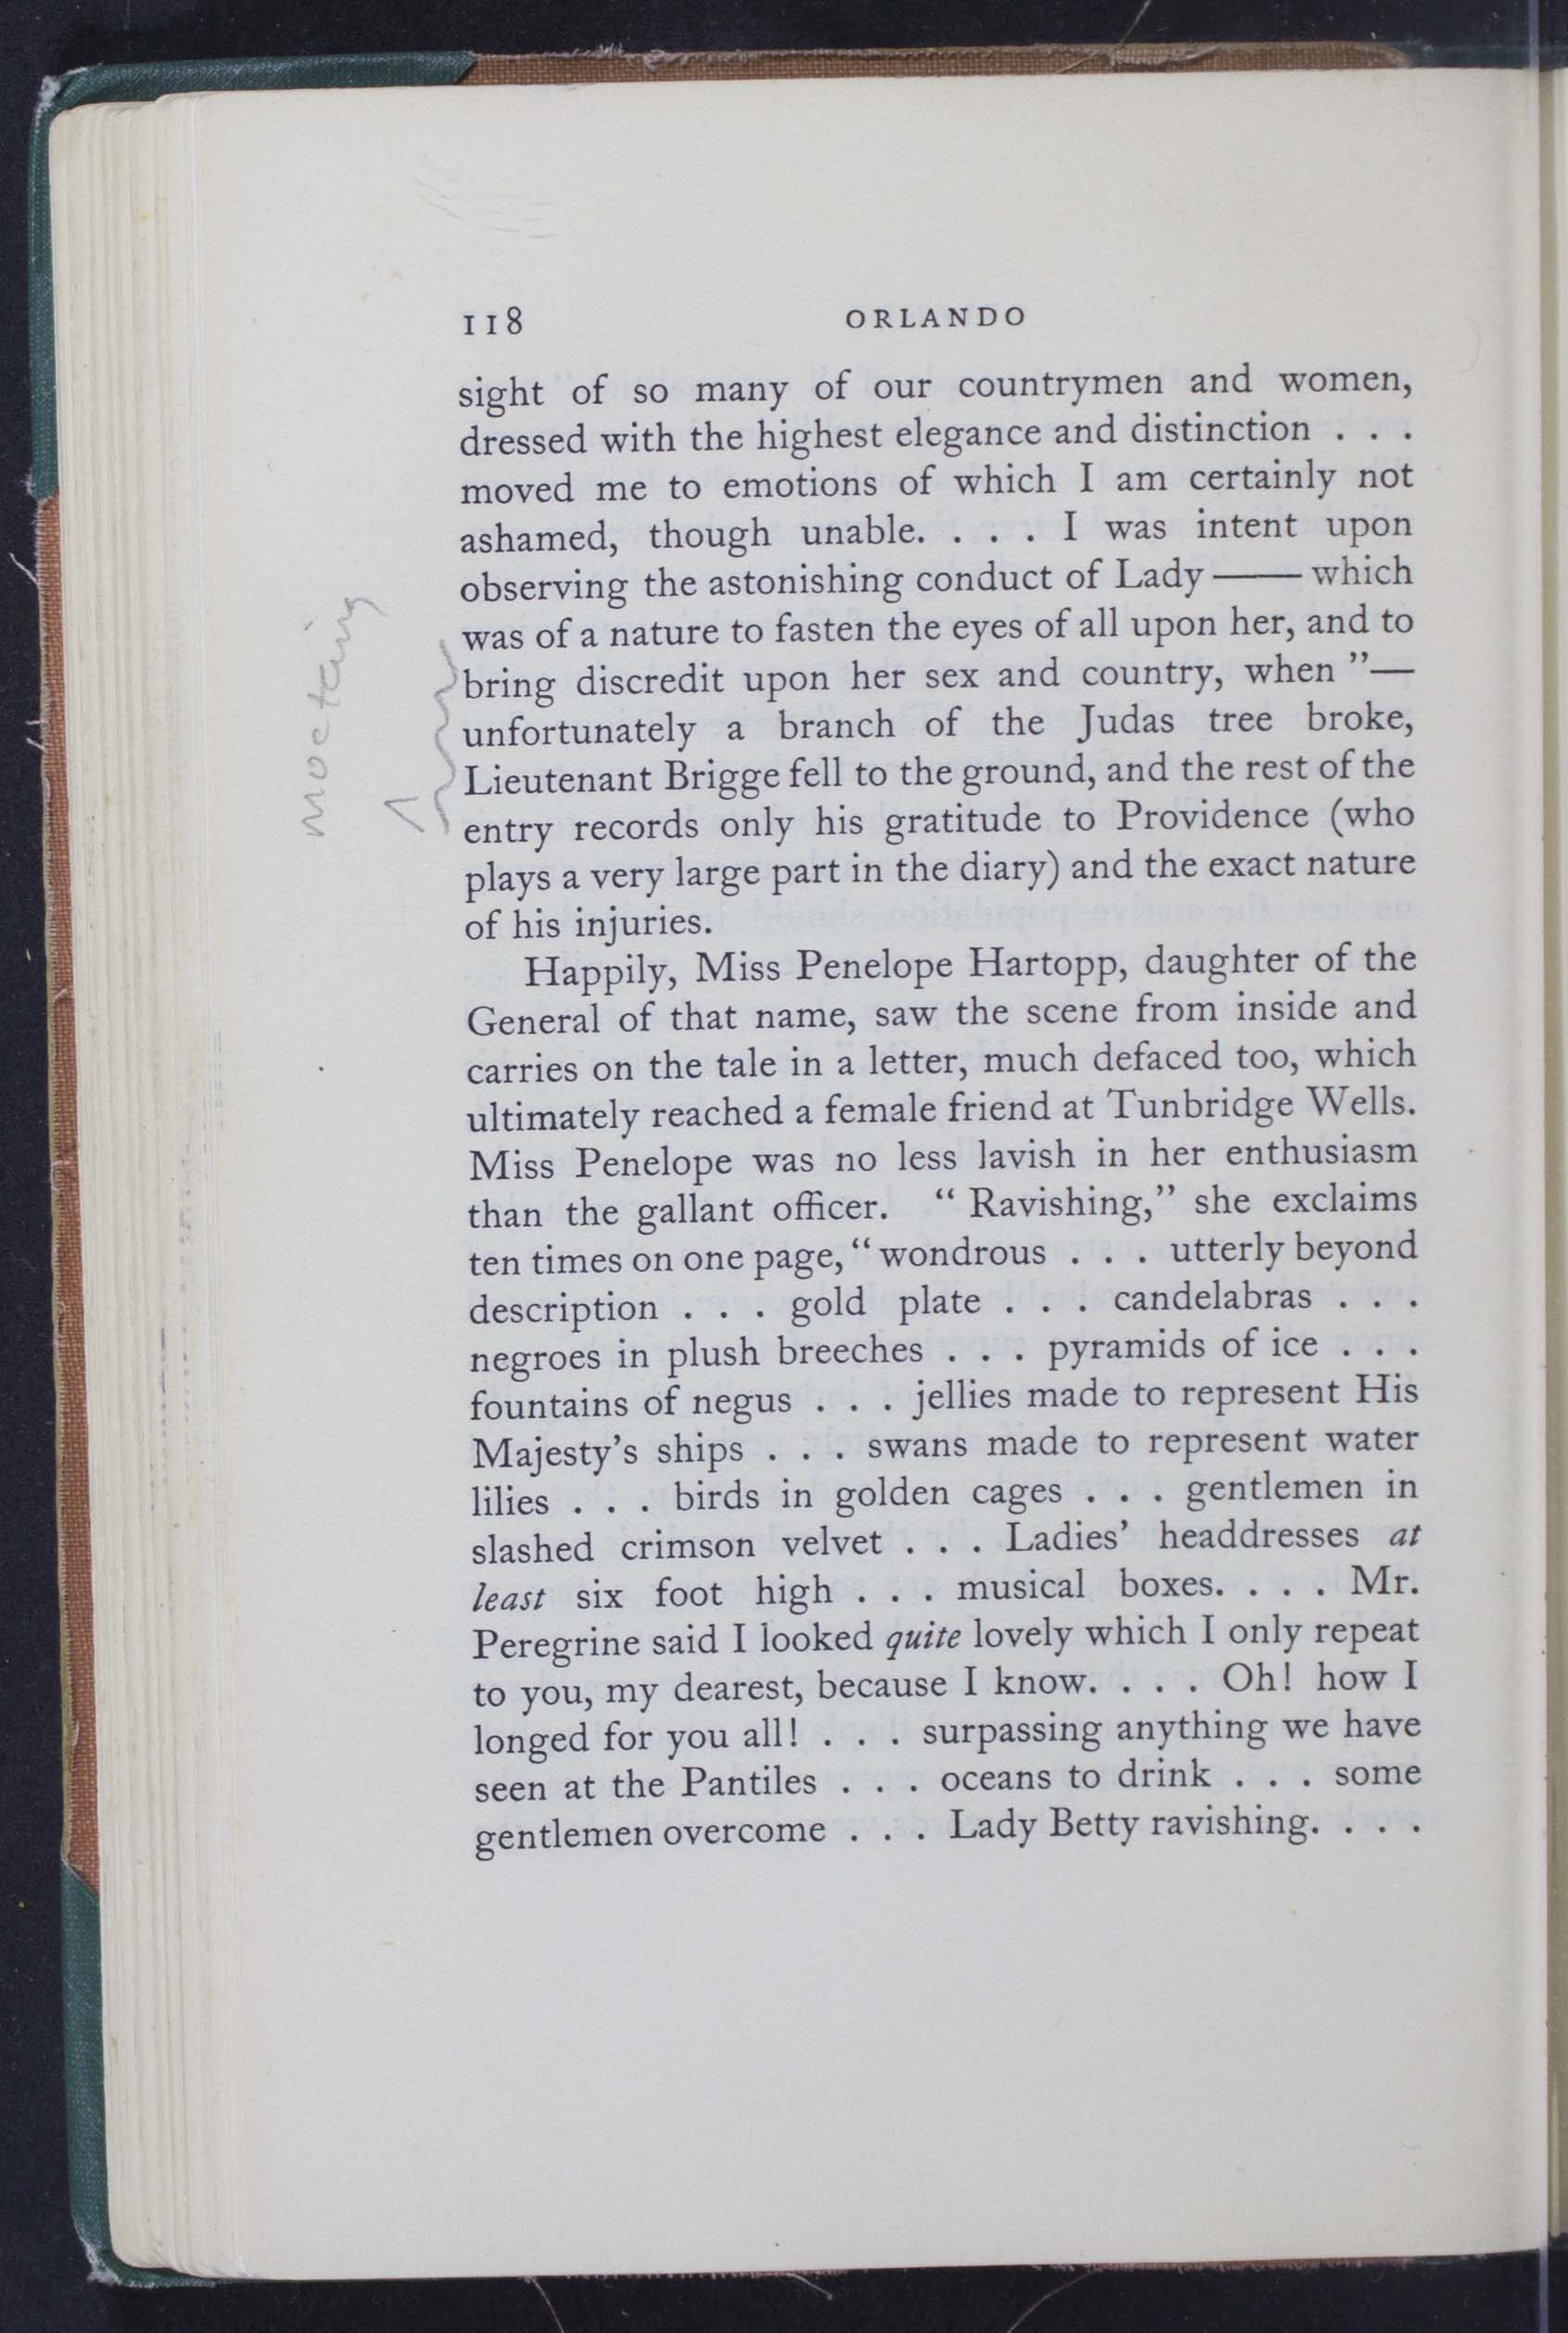 118 ORLANDO
sight of so many of our countrymen and women,
dressed with the highest elegance and distinction . . .
moved me to emotions of which I am certainly not
ashamed, though unable. . . . I was intent upon
observing the astonishing conduct of Lady —— which
was of a nature to fasten the eyes of all upon her, and to
bring discredit upon her sex and country, when ”—
unfortunately a branch of the Judas tree broke,
Lieutenant Brigge fell to the ground, and the rest of the
entry records only his gratitude to Providence (who
plays a very large part in the diary) and the exact nature
of his injuries.
Happily, Miss Penelope Hartopp, daughter of the
General of that name, saw the scene from inside and
carries on the tale in a letter, much defaced too, which
ultimately reached a female friend at Tunbridge Wells.
Miss Penelope was no less lavish in her enthusiasm
than the gallant officer. “ Ravishing,” she exclaims
ten times on one page, “ wondrous . . . utterly beyond
description . . . gold plate . . . candelabras . . .
negroes in plush breeches . . . pyramids of ice . . .
fountains of negus . . . jellies made to represent His
Majesty’s ships . . . swans made to represent water
lilies . . . birds in golden cages . . . gentlemen in
slashed crimson velvet . . . Ladies’ headdresses at
least six foot high . . . musical boxes. . . . Mr.
Peregrine said I looked quite lovely which I only repeat
to you, my dearest, because I know. . . . Oh! how I
longed for you all! . . . surpassing anything we have
seen at the Pantiles . . . oceans to drink . . . some
gentlemen overcome . . . Lady Betty ravishing. . . .